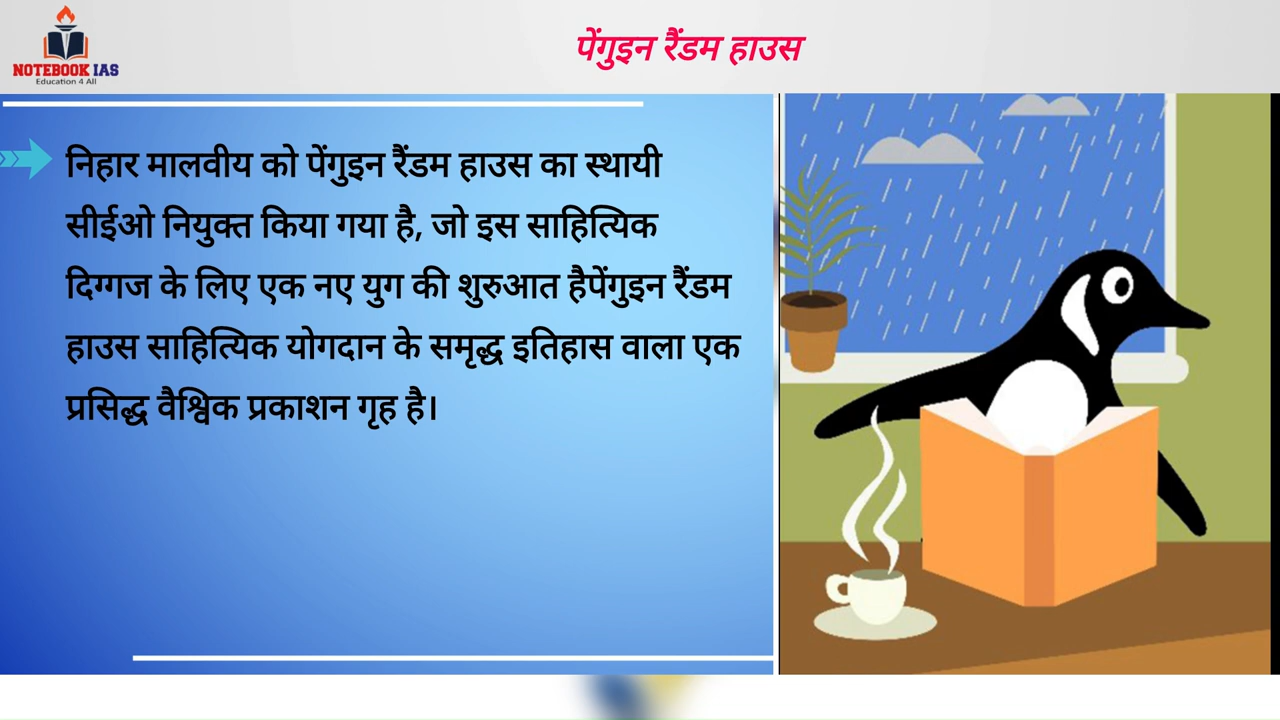 NOTEBOOK IAS
Education 4 All
पेंगुइन रैंडम हाउस
निहार मालवीय को पेंगुइन रैंडम हाउस का स्थायी
सीईओ नियुक्त किया गया है, जो इस साहित्यिक
दिग्गज के लिए एक नए युग की शुरुआत हैपेंगुइन रैंडम
हाउस साहित्यिक योगदान के समृद्ध इतिहास वाला एक
प्रसिद्ध वैश्विक प्रकाशन गृह है।